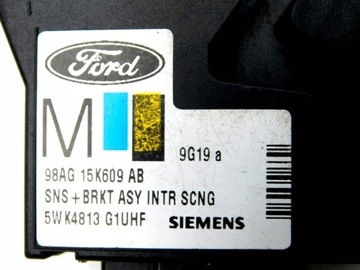 Ford
M
9G19 a
98AG 15K609 AB
SNS + BRKT ASY INTR SCNG
5WK4813 G1UHF SIEMENS